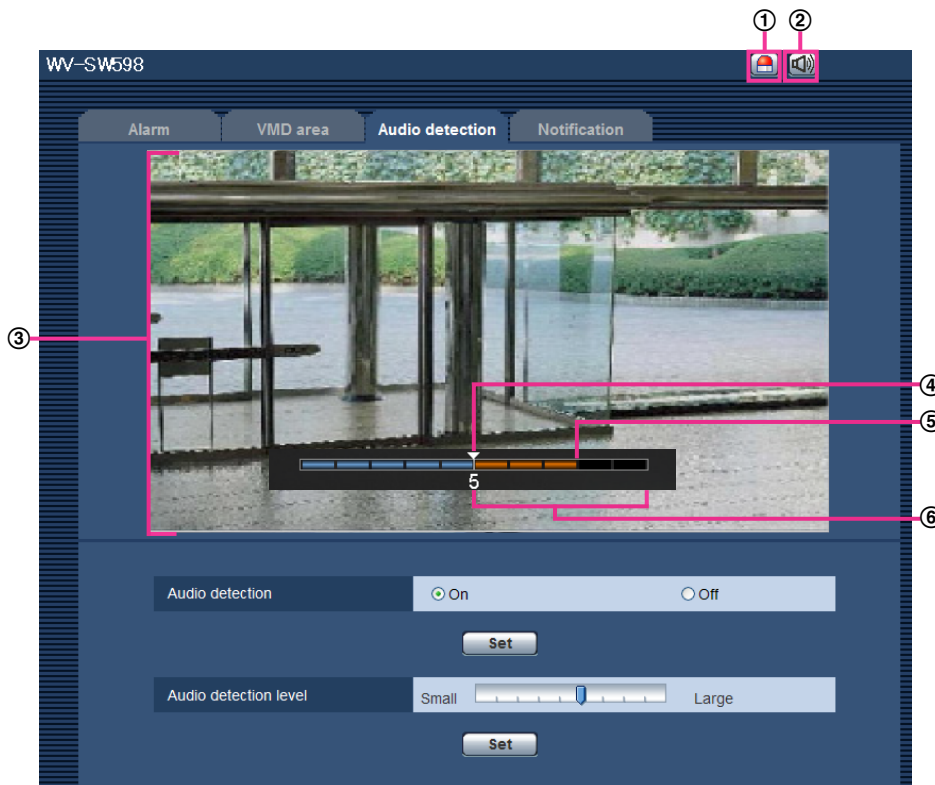 ① ②
WV-SW598
Alarm VMD area Audio detection Notification
③
④
⑤
5
⑥
Audio detection On Off
Set
Audio detection level Small Large
Set